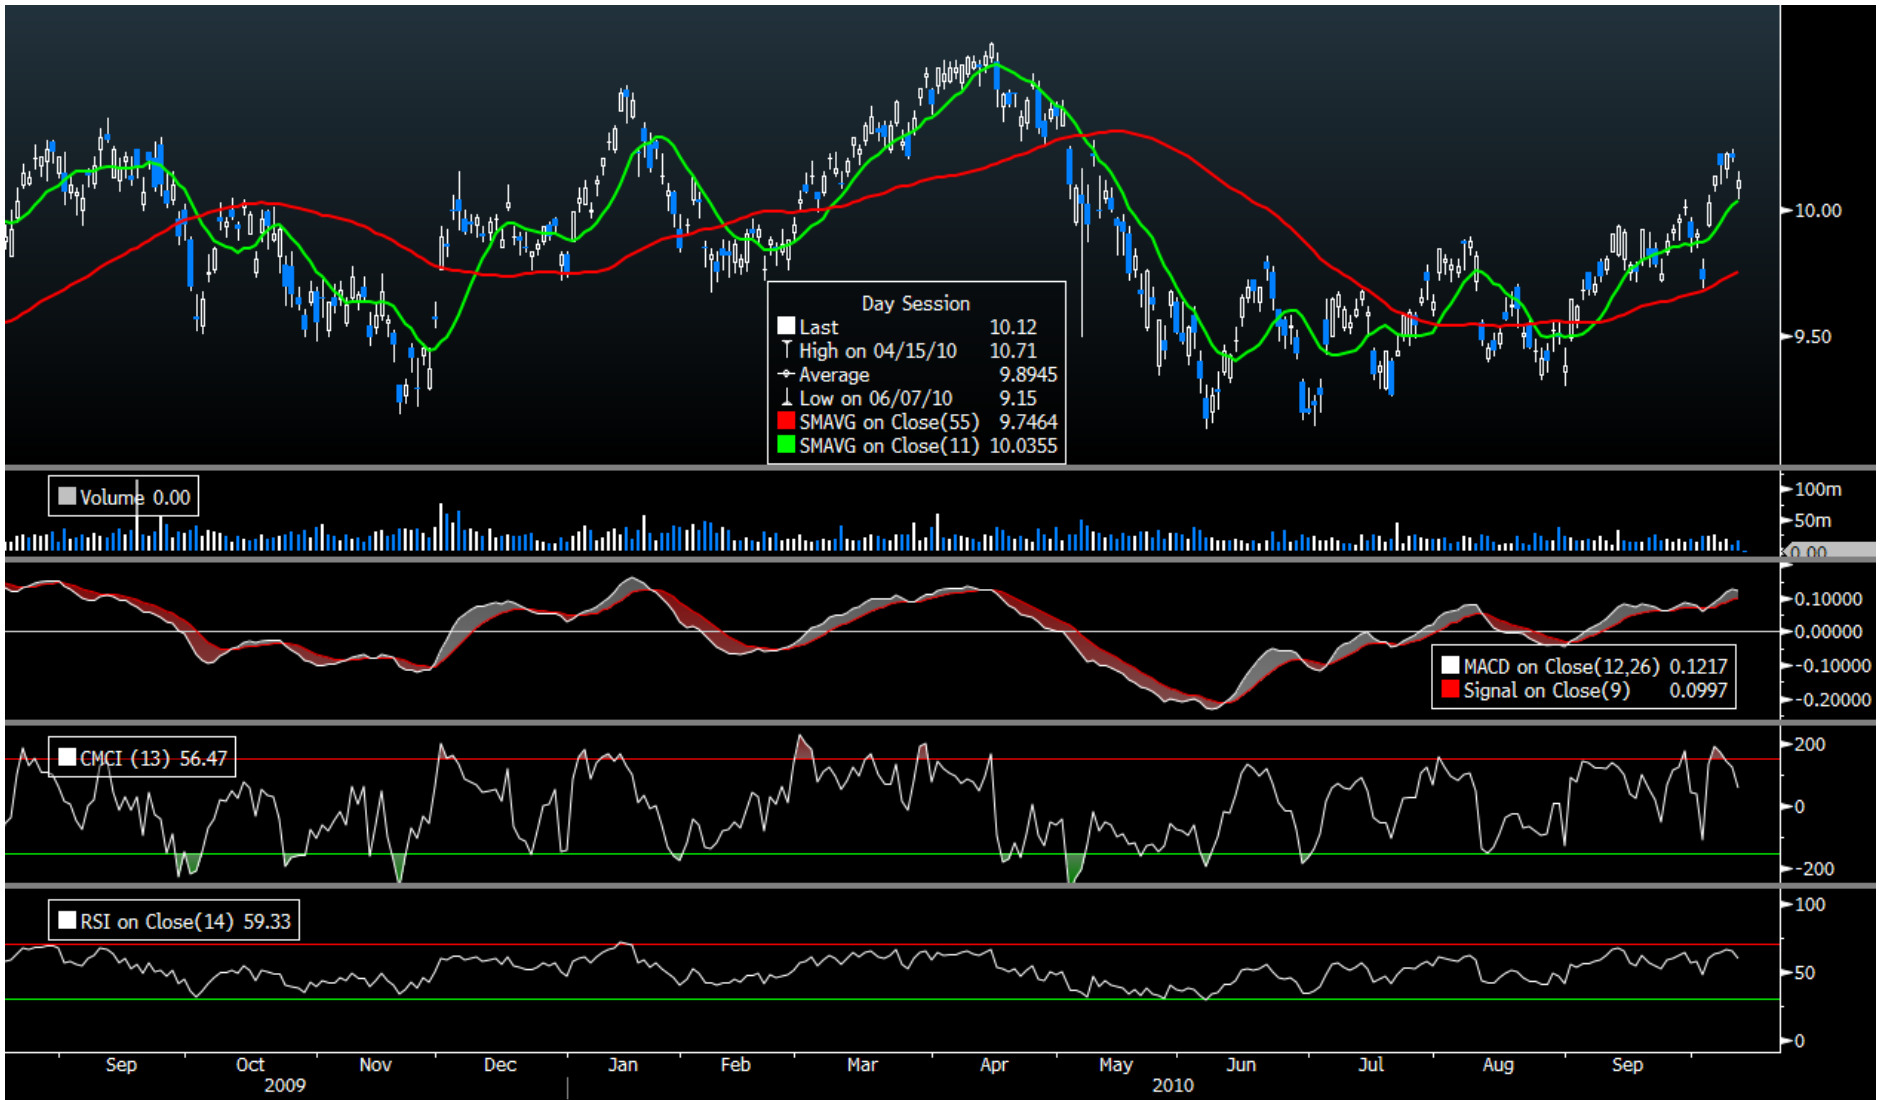 10.00
9.50
Day Session
Last 10.12
High on 04/15/10 10.71
Average 9.8945
Low on 06/07/10 9.15
SMAVG on Close(55) 9.7464
SMAVG on Close(11) 10.0355
Volume 0.00
100m
50m
0.00
0.10000
0.00000
-0.10000
-0.20000
MACD on Close(12,26) 0.1217
Signal on Close(9) 0.0997
CMCI (13) 56.47
200
0
-200
RSI on Close(14) 59.33
100
50
0
Sep Oct Nov Dec Jan Feb Mar Apr May Jun Jul Aug Sep
2009 2010